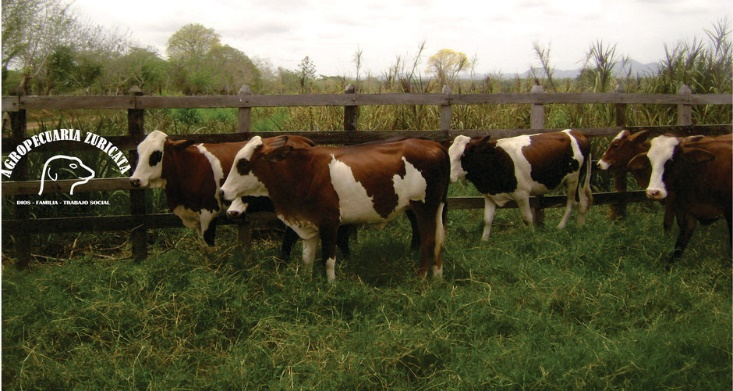 AGROPECUARIA ZURICATA
DIOS - FAMILIA - TRABAJO SOCIAL